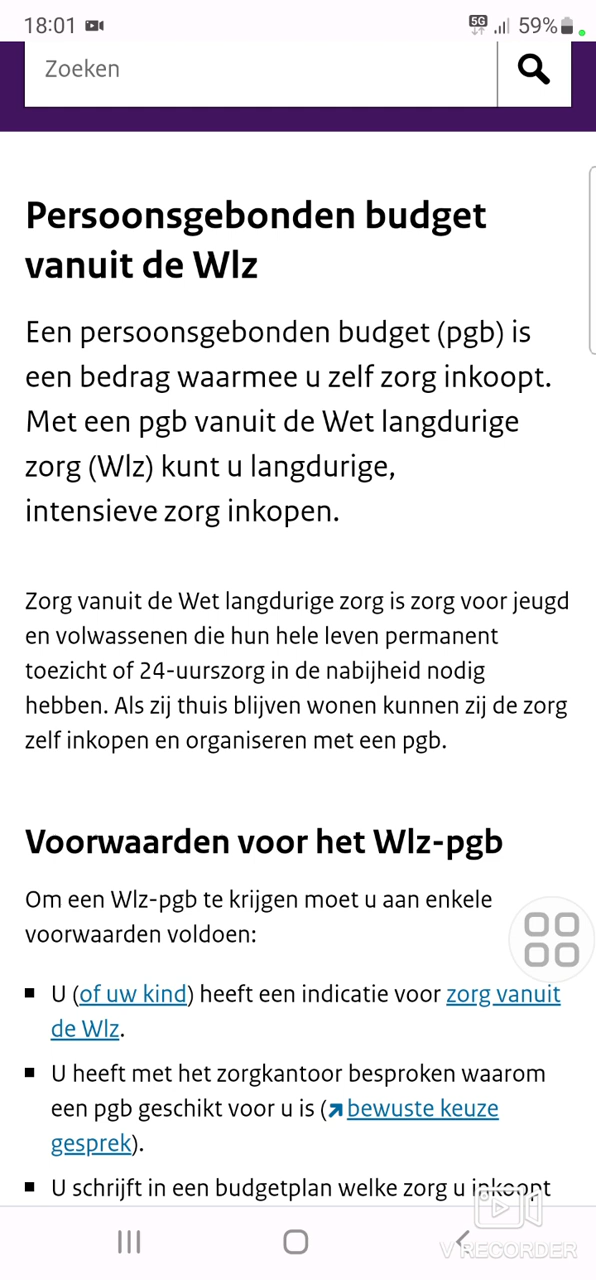 18:01
5G
59%
Zoeken
Persoonsgebonden budget
vanuit de Wlz
Een persoonsgebonden budget (pgb) is
een bedrag waarmee u zelf zorg inkoopt.
Met een pgb vanuit de Wet langdurige
zorg (Wlz) kunt u langdurige,
intensieve zorg inkopen.
Zorg vanuit de Wet langdurige zorg is zorg voor jeugd
en volwassenen die hun hele leven permanent
toezicht of 24-uurszorg in de nabijheid nodig
hebben. Als zij thuis blijven wonen kunnen zij de zorg
zelf inkopen en organiseren met een pgb.
Voorwaarden voor het Wlz-pgb
Om een Wlz-pgb te krijgen moet u aan enkele
voorwaarden voldoen:
U (of uw kind) heeft een indicatie voor zorg vanuit
de Wlz.
U heeft met het zorgkantoor besproken waarom
een pgb geschikt voor u is (bewuste keuze
gesprek).
U schrijft in een budgetplan welke zorg u inkoopt
V RECORDER